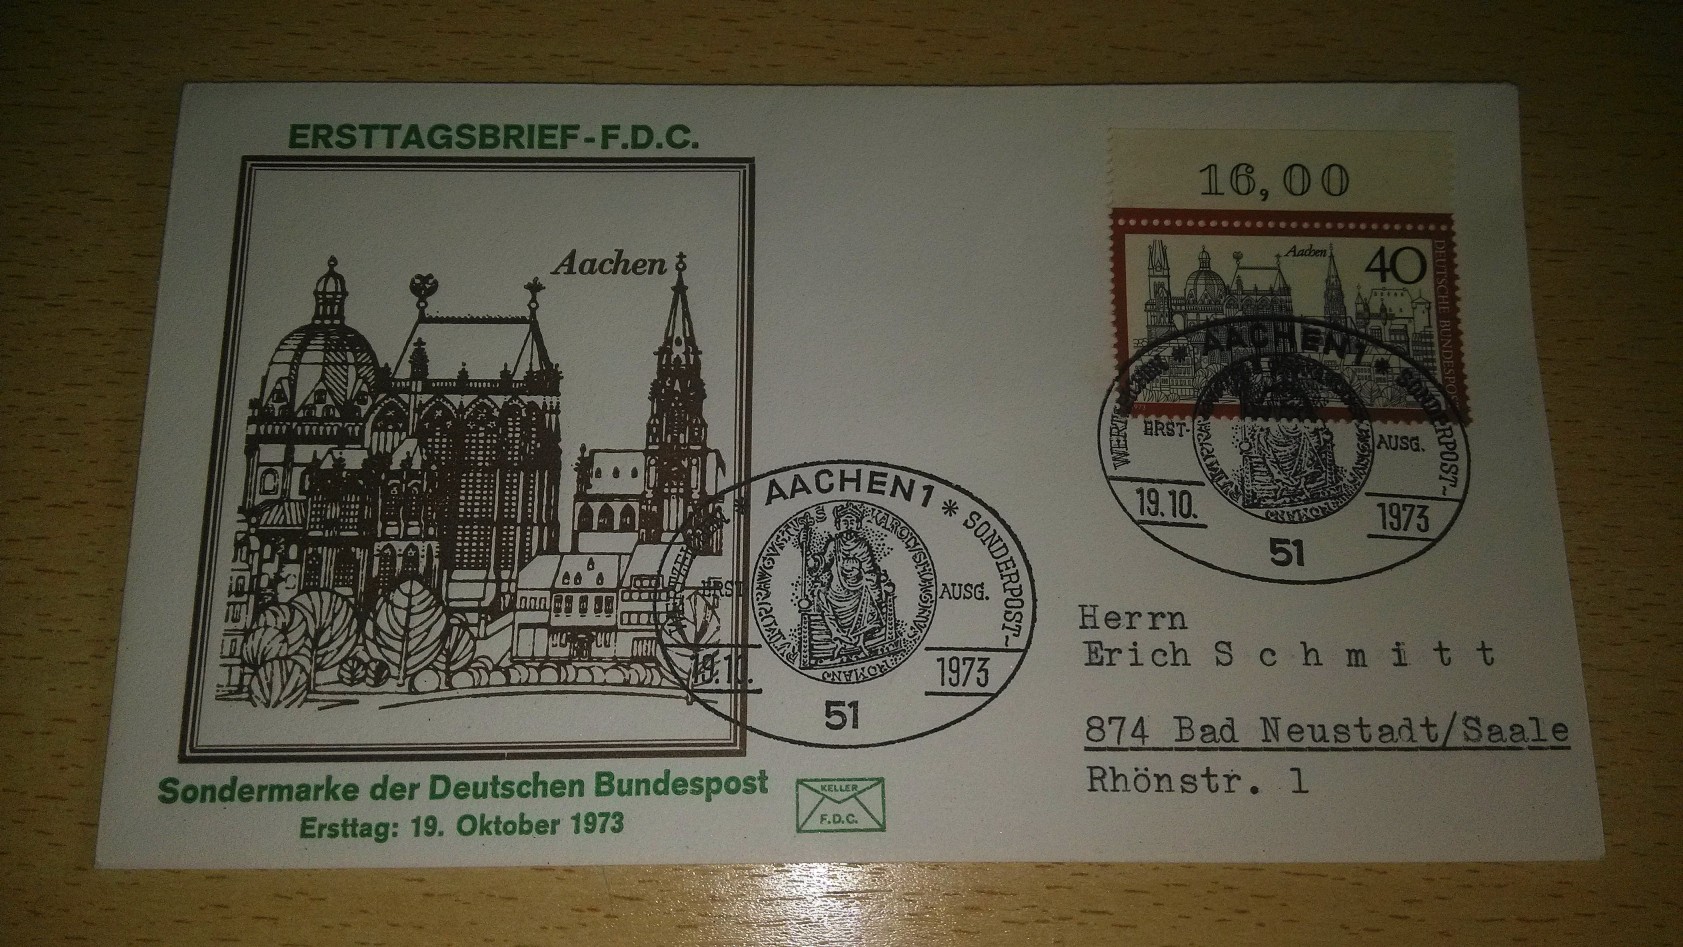 ERSTTAGSBRIEF-F.D.C.
Aachen
Sondermarke der Deutschen Bundespost
Ersttag: 19. Oktober 1973
KELLER
F.D.C.
AACHEN 1 * SONDERPOST-
ERST
AUSG.
19.10.
1973
51
16,00
Aachen
40
DEUTSCHE BUNDESPO
* AACHEN 1 * SONDERPOST-
ERST-
AUSG.
19.10.
1973
51
Herrn
Erich S c h m i t t
874 Bad Neustadt/Saale
Rhönstr. 1